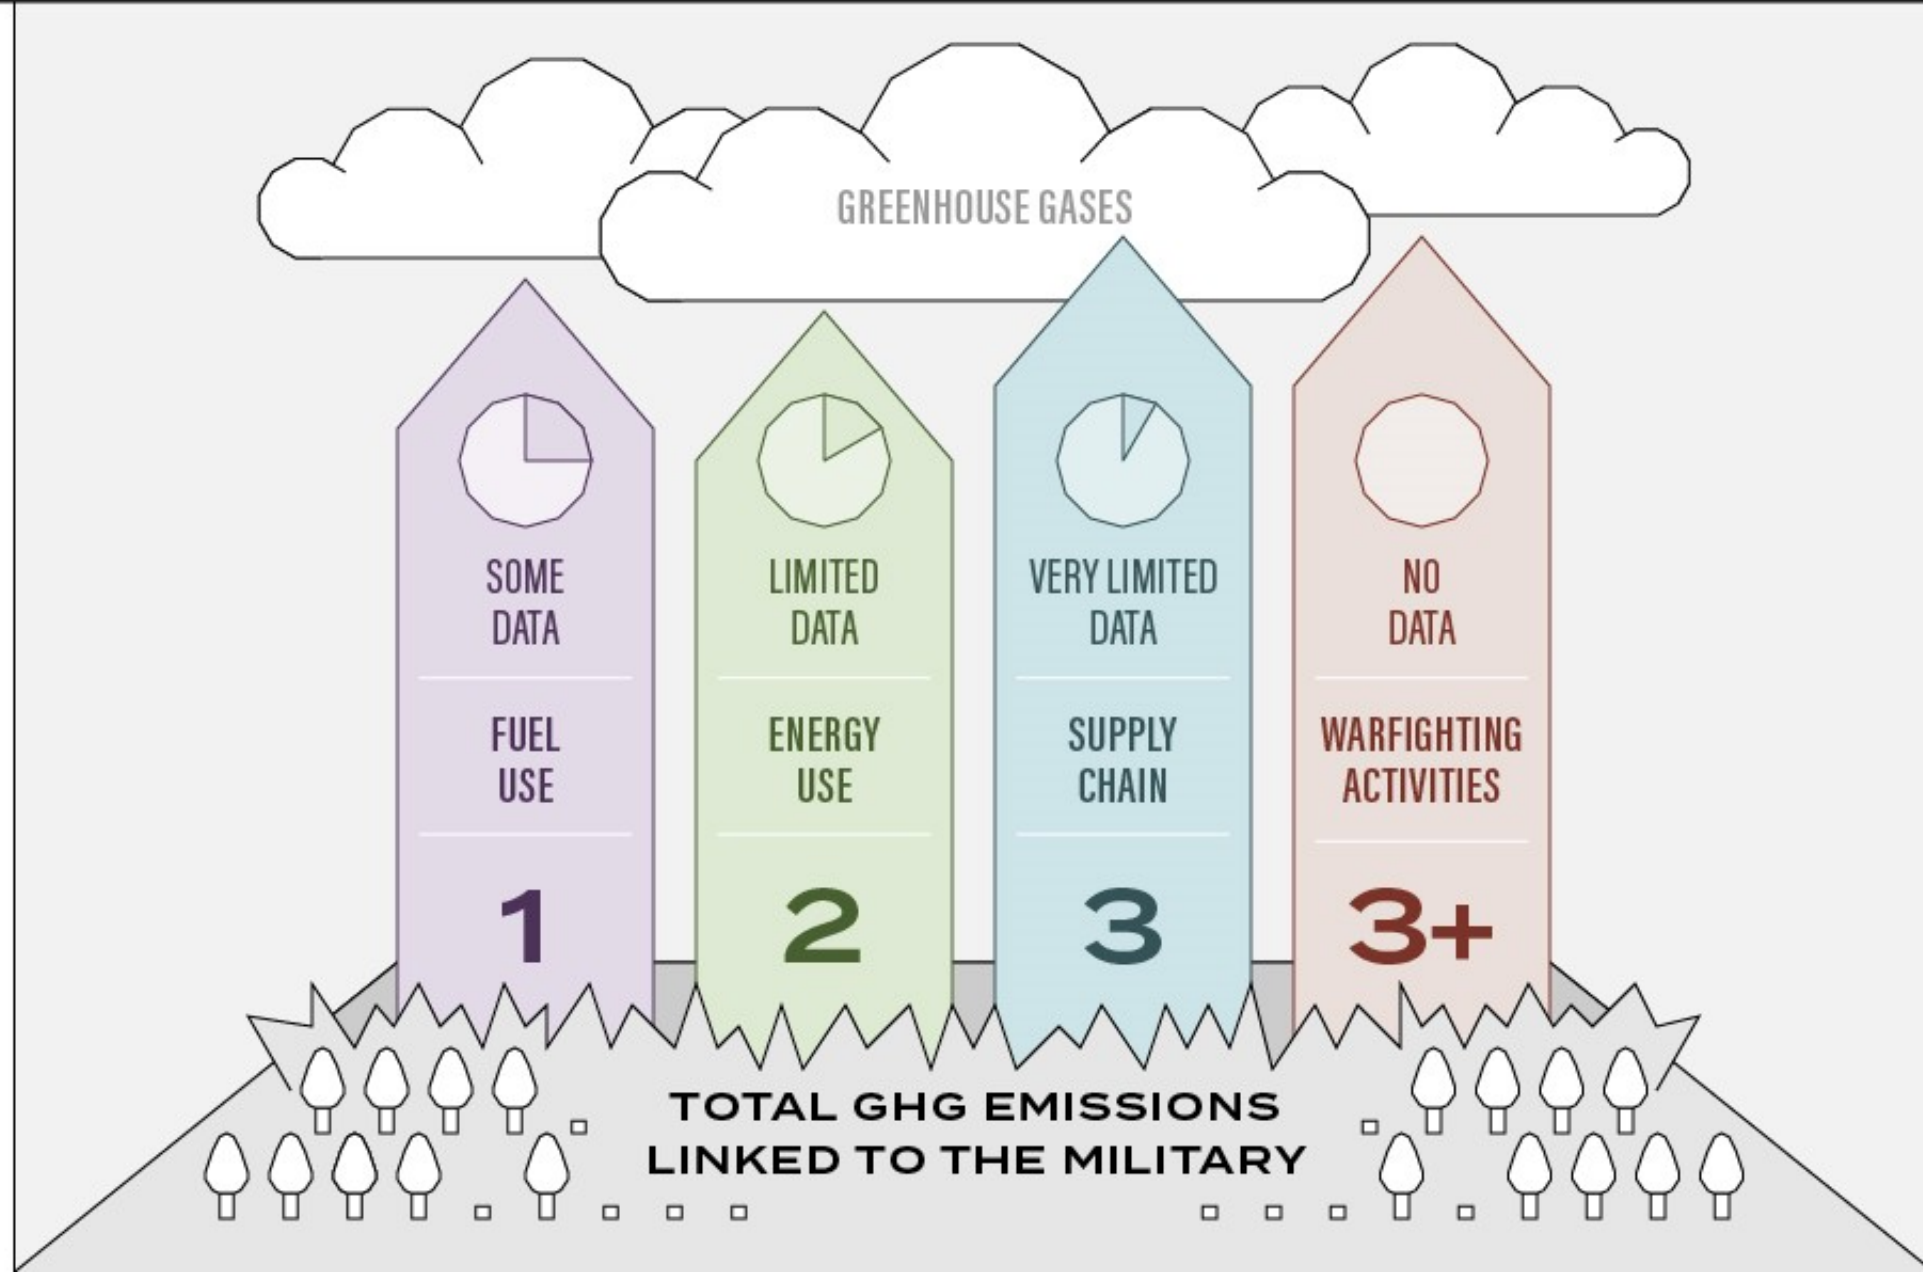 GREENHOUSE GASES
SOME
DATA
FUEL
USE
1
LIMITED
DATA
ENERGY
USE
2
VERY LIMITED
DATA
SUPPLY
CHAIN
3
NO
DATA
WARFIGHTING
ACTIVITIES
3+
TOTAL GHG EMISSIONS
LINKED TO THE MILITARY